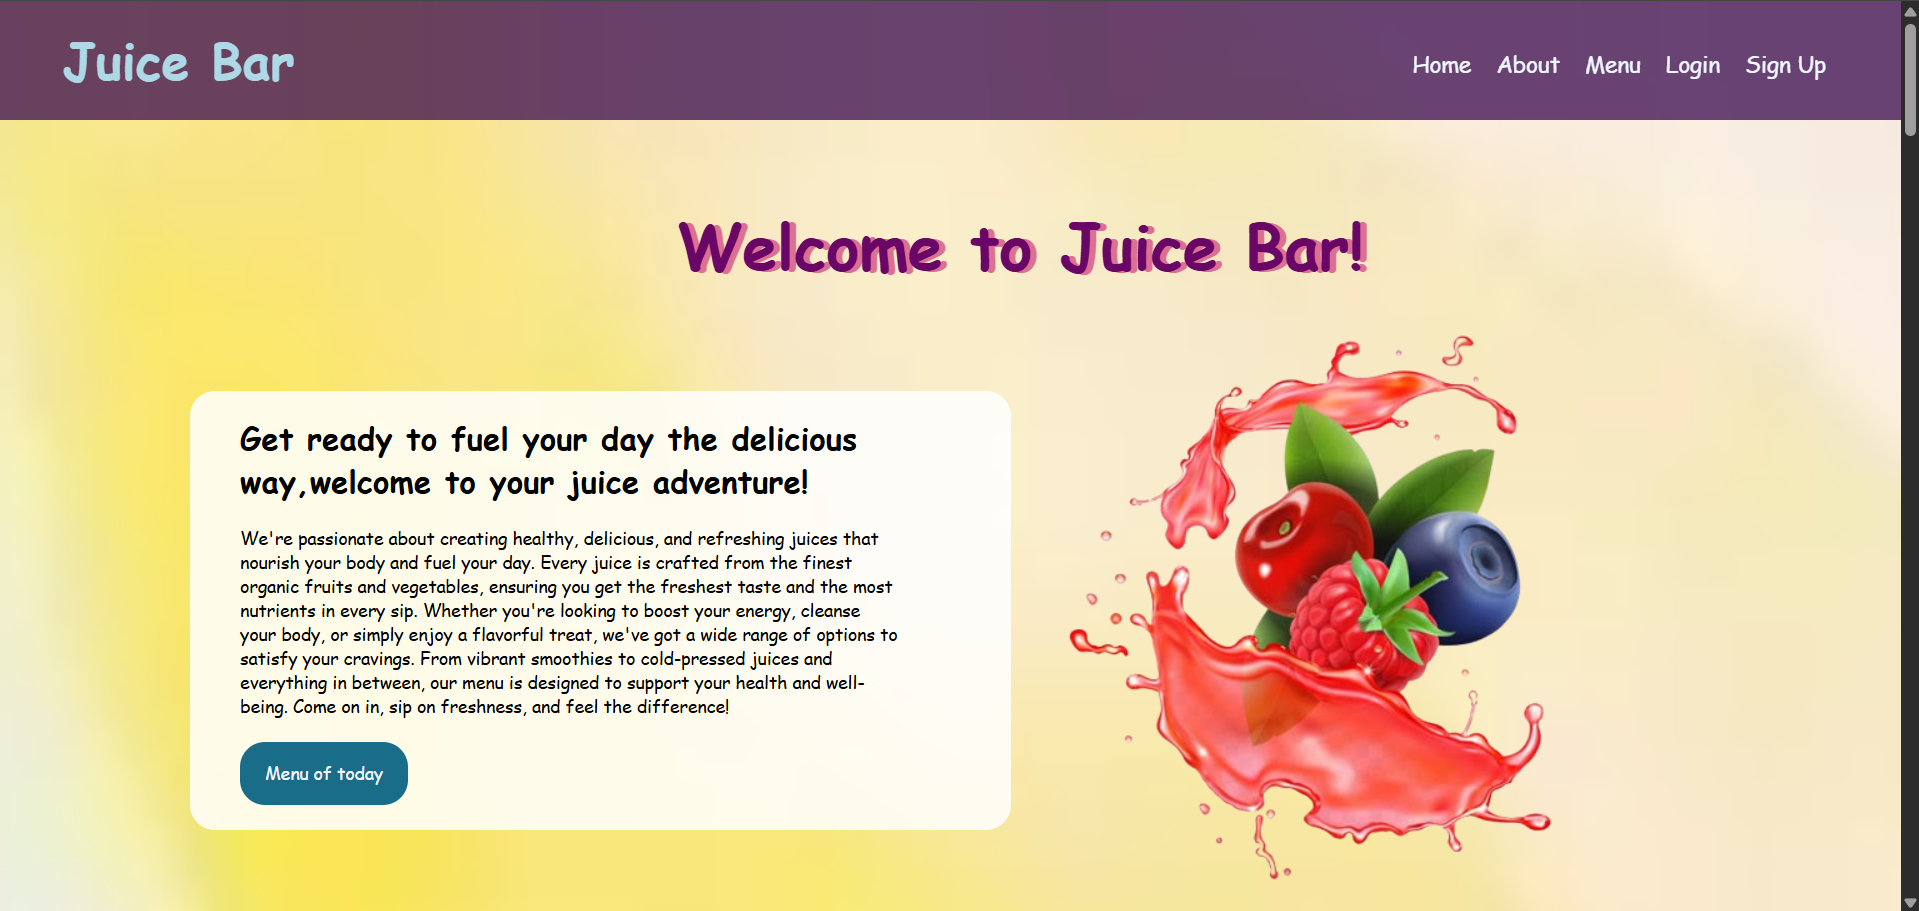 Juice Bar
Home About Menu Login Sign Up
Welcome to Juice Bar!
Get ready to fuel your day the delicious
way,welcome to your juice adventure!
We're passionate about creating healthy, delicious, and refreshing juices that
nourish your body and fuel your day. Every juice is crafted from the finest
organic fruits and vegetables, ensuring you get the freshest taste and the most
nutrients in every sip. Whether you're looking to boost your energy, cleanse
your body, or simply enjoy a flavorful treat, we've got a wide range of options to
satisfy your cravings. From vibrant smoothies to cold-pressed juices and
everything in between, our menu is designed to support your health and well-
being. Come on in, sip on freshness, and feel the difference!
Menu of today